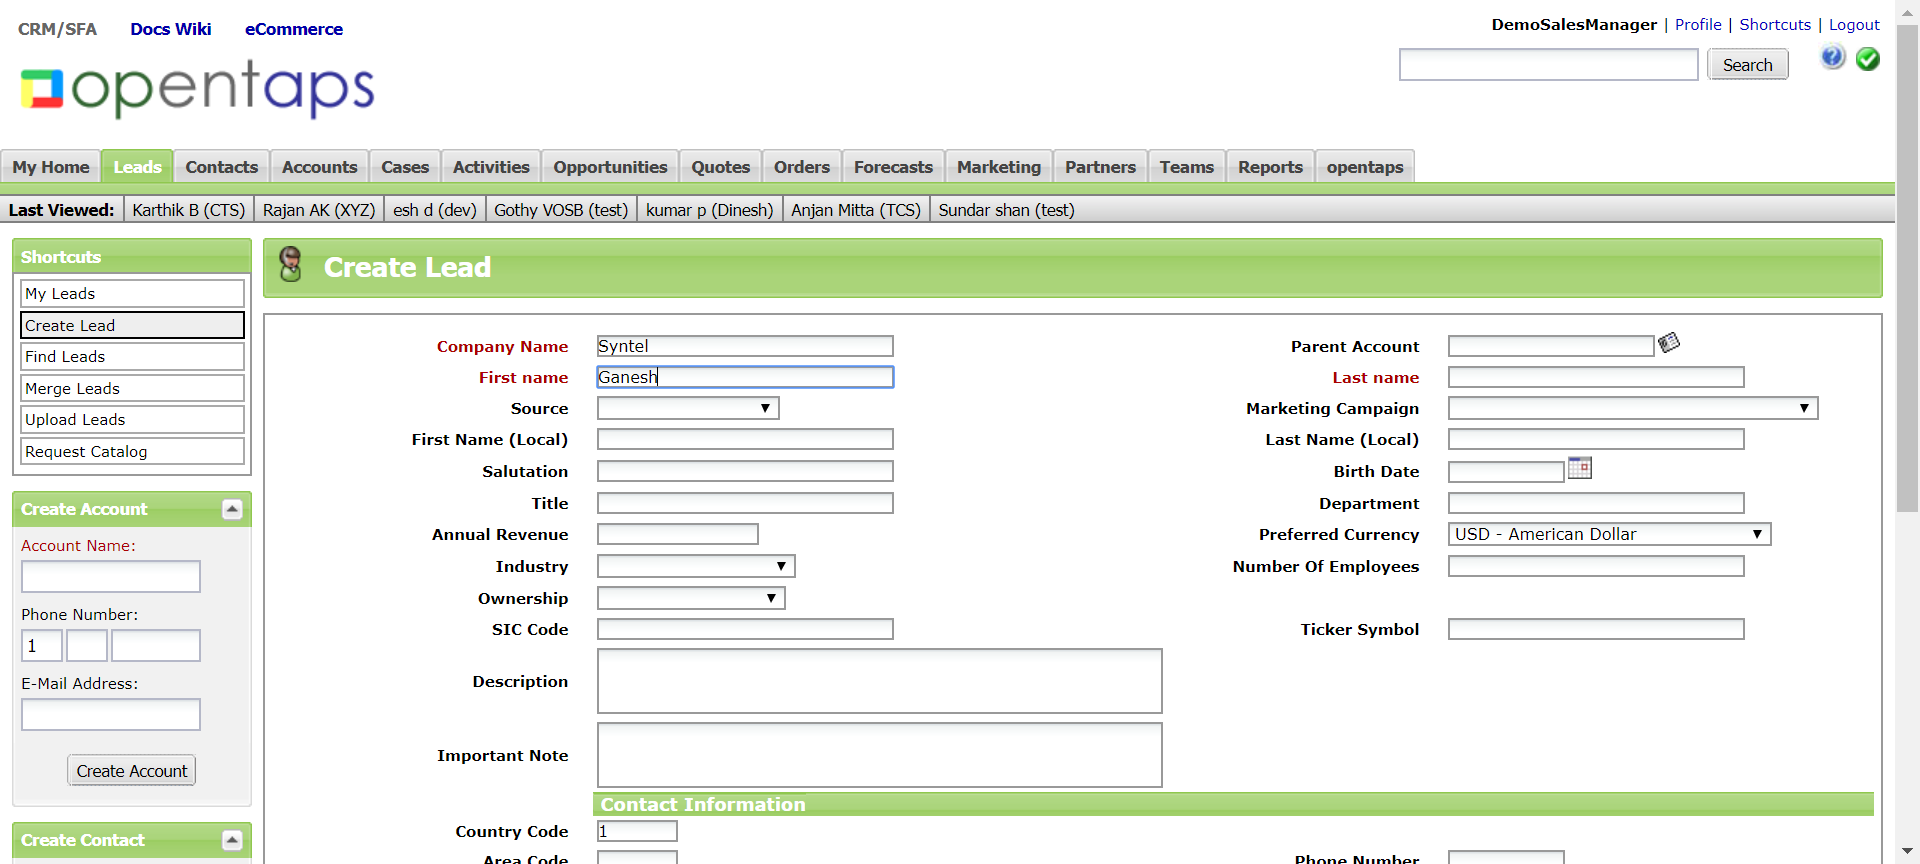 CRM/SFA Docs Wiki eCommerce
DemoSalesManager | Profile | Shortcuts | Logout
Search
opentaps
My Home Leads Contacts Accounts Cases Activities Opportunities Quotes Orders Forecasts Marketing Partners Teams Reports opentaps
Last Viewed: Karthik B (CTS) Rajan AK (XYZ) esh d (dev) Gothy VOSB (test) kumar p (Dinesh) Anjan Mitta (TCS) Sundar shan (test)
Shortcuts
My Leads
Create Lead
Find Leads
Merge Leads
Upload Leads
Request Catalog
Create Account
Account Name:
Phone Number:
1
E-Mail Address:
Create Account
Create Contact
Create Lead
Company Name Syntel Parent Account
First name Ganesh Last name
Source Marketing Campaign
First Name (Local) Last Name (Local)
Salutation Birth Date
Title Department
Annual Revenue Preferred Currency USD - American Dollar
Industry Number Of Employees
Ownership
SIC Code Ticker Symbol
Description
Important Note
Contact Information
Country Code 1
Area Code Phone Number